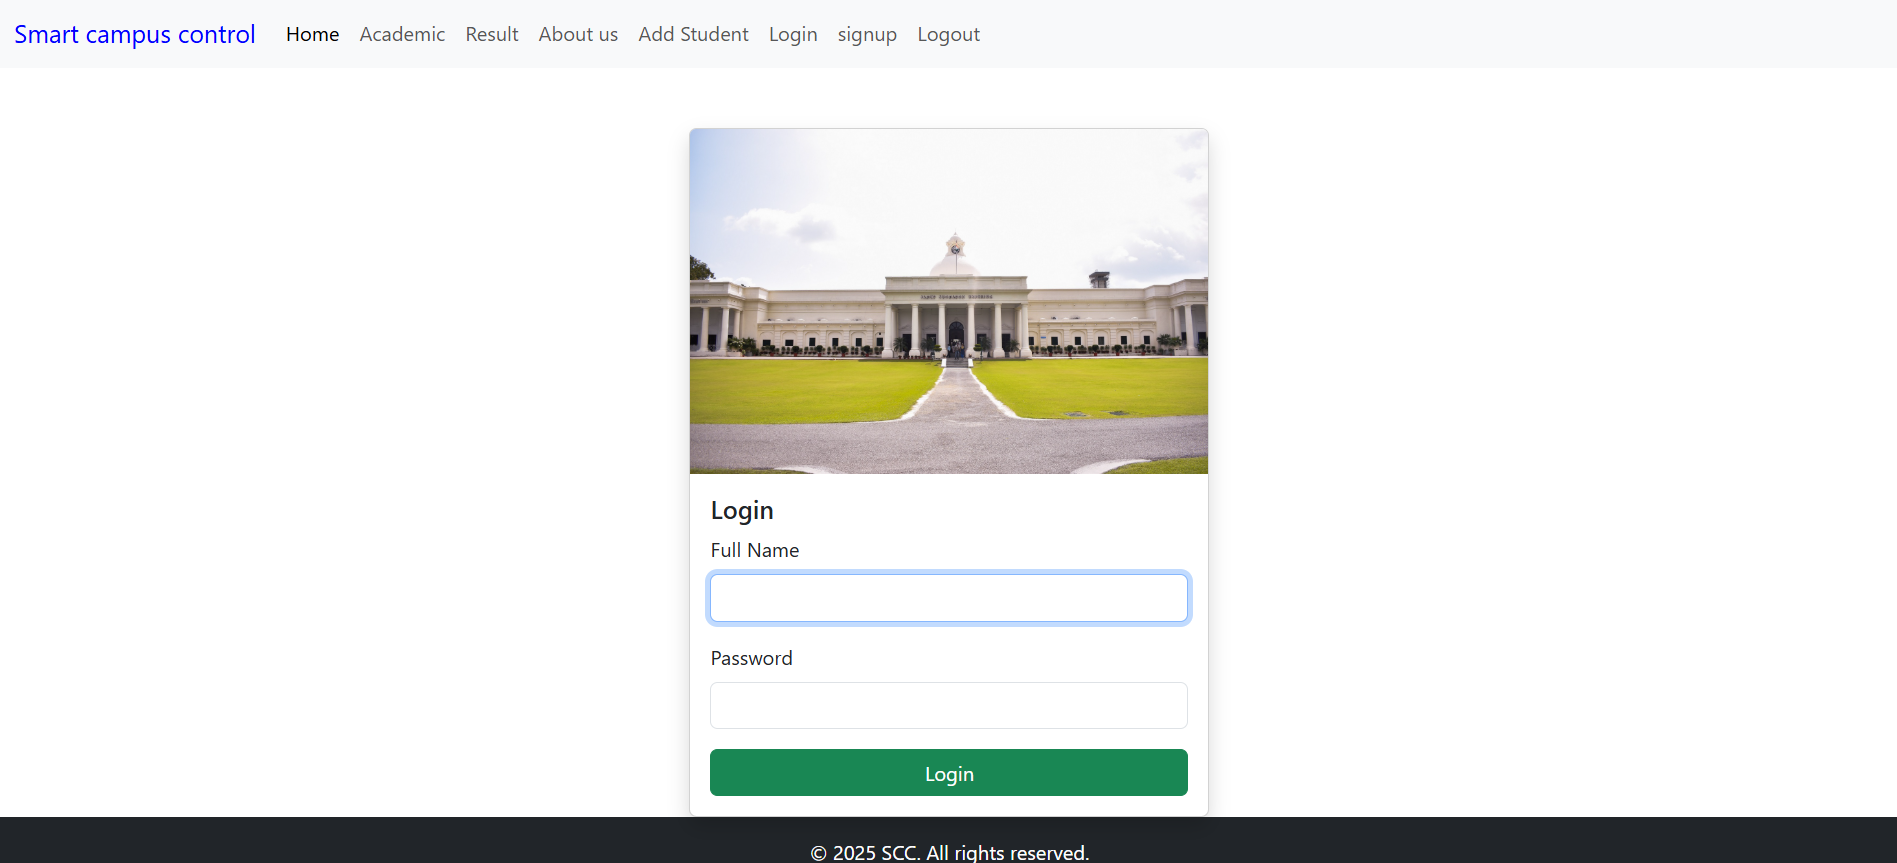 Smart campus control Home Academic Result About us Add Student Login signup Logout
Login
Full Name
Password
Login
© 2025 SCC. All rights reserved.